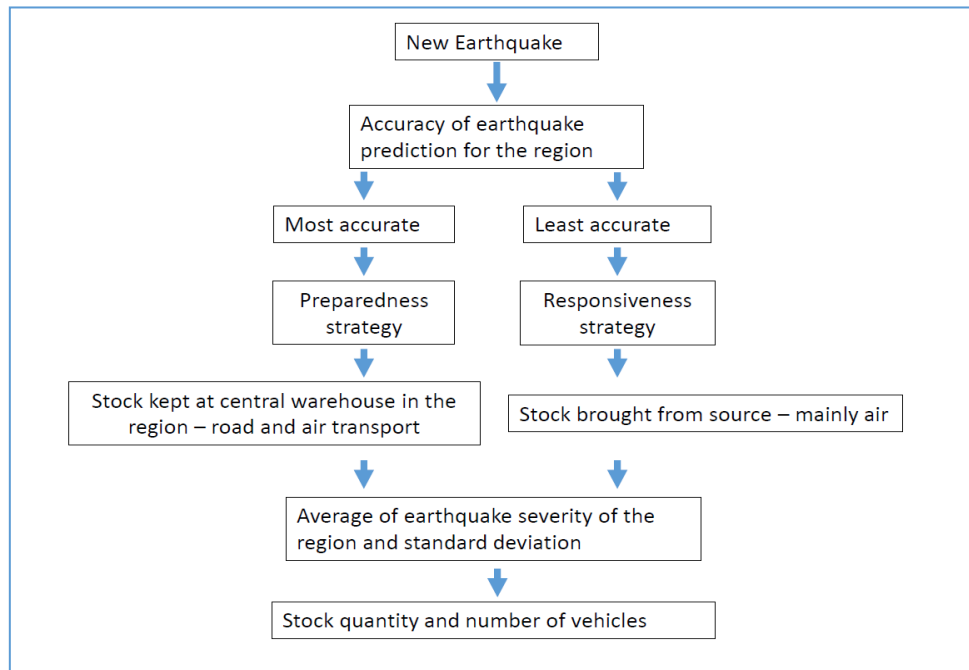 New Earthquake
Accuracy of earthquake
prediction for the region
Most accurate
Least accurate
Preparedness
strategy
Responsiveness
strategy
Stock kept at central warehouse in the
region – road and air transport
Stock brought from source – mainly air
Average of earthquake severity of the
region and standard deviation
Stock quantity and number of vehicles